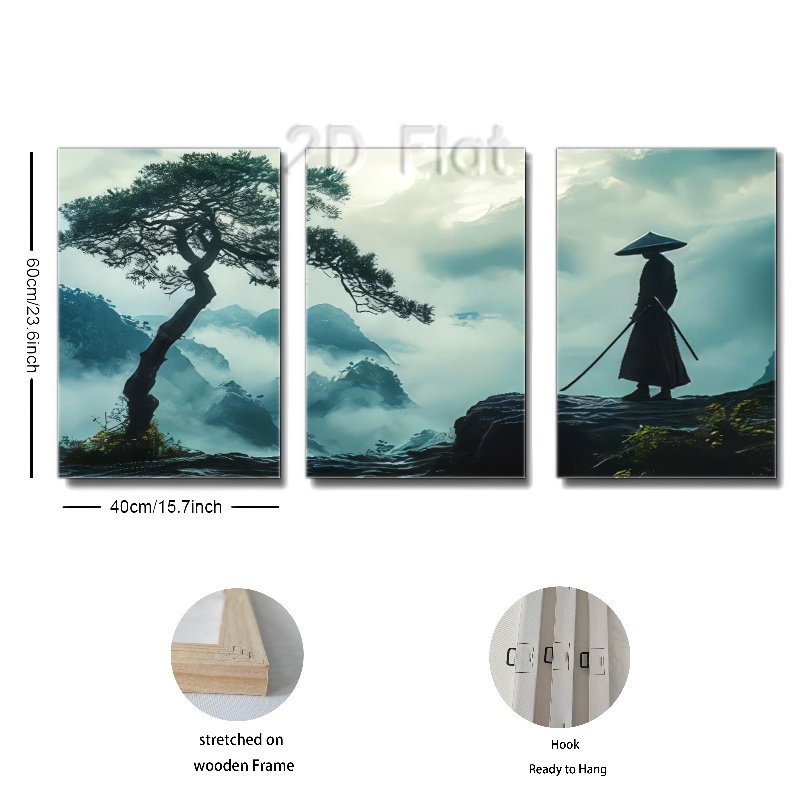 2D Flat
60cm/23.6inch
40cm/15.7inch
stretched on
wooden Frame
Hook
Ready to Hang